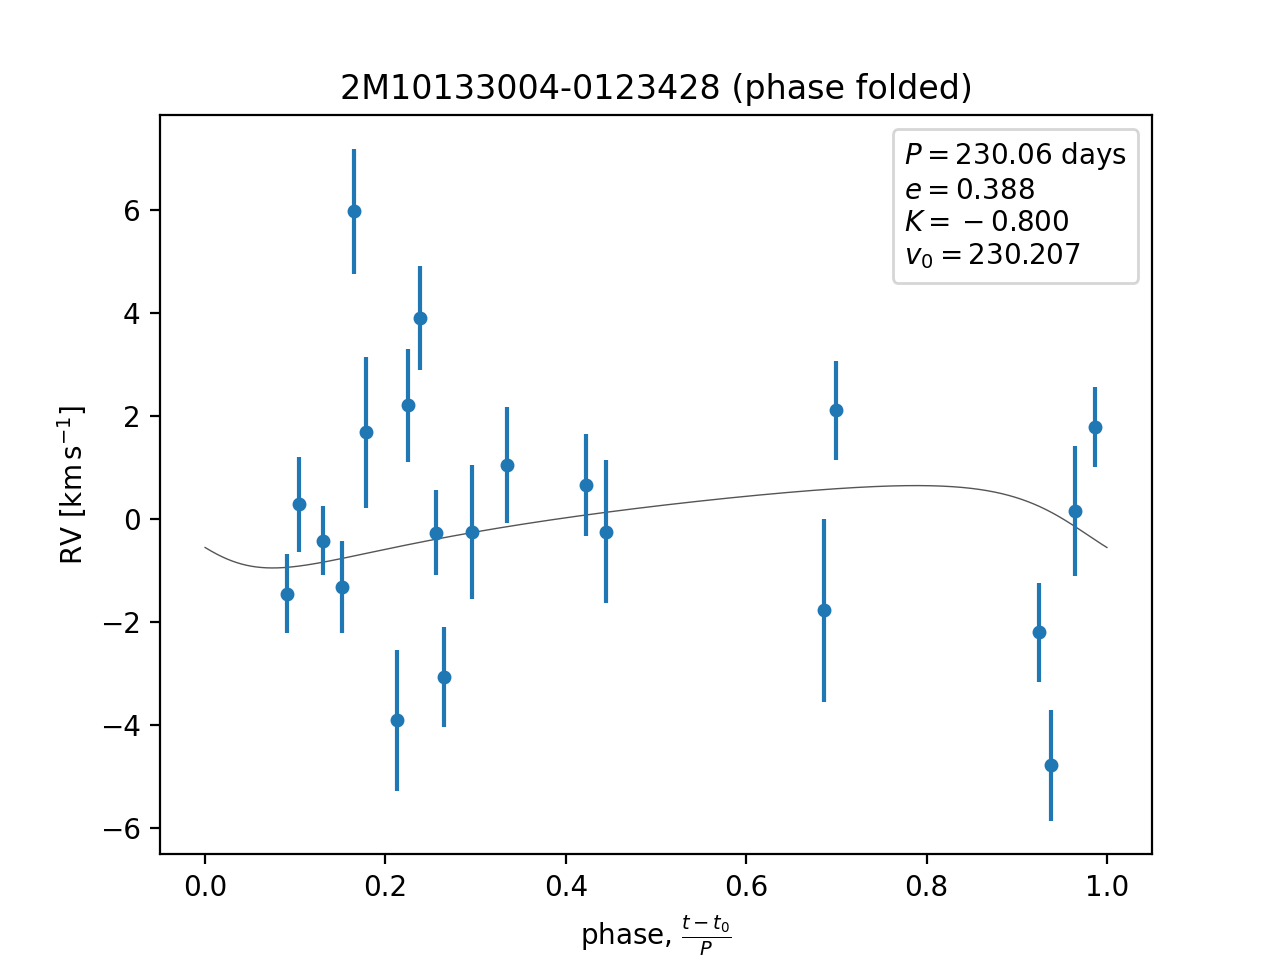 2M10133004-0123428 (phase folded)
P = 230.06 days
e = 0.388
K = −0.800
v₀ = 230.207
RV [km s⁻¹]
6
4
2
0
−2
−4
−6
0.0 0.2 0.4 0.6 0.8 1.0
phase, (t − t₀)/P